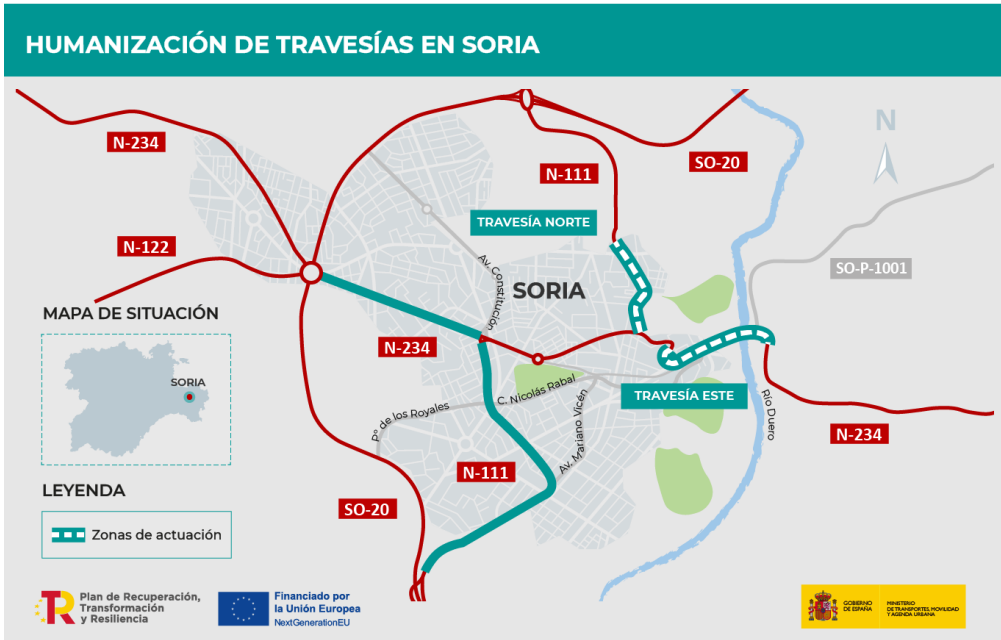 HUMANIZACIÓN DE TRAVESÍAS EN SORIA
N-234
SO-20
N-111
N
TRAVESÍA NORTE
N-122
Av. Constitución
SO-P-1001
SORIA
MAPA DE SITUACIÓN
N-234
SORIA
C. Nicolás Rabal
TRAVESÍA ESTE
Pº de los Royales
Av. Mariano Vicén
Río Duero
N-234
N-111
LEYENDA
SO-20
Zonas de actuación
Plan de Recuperación,
Transformación
y Resiliencia
Financiado por
la Unión Europea
NextGenerationEU
GOBIERNO
DE ESPAÑA
MINISTERIO
DE TRANSPORTES, MOVILIDAD
Y AGENDA URBANA